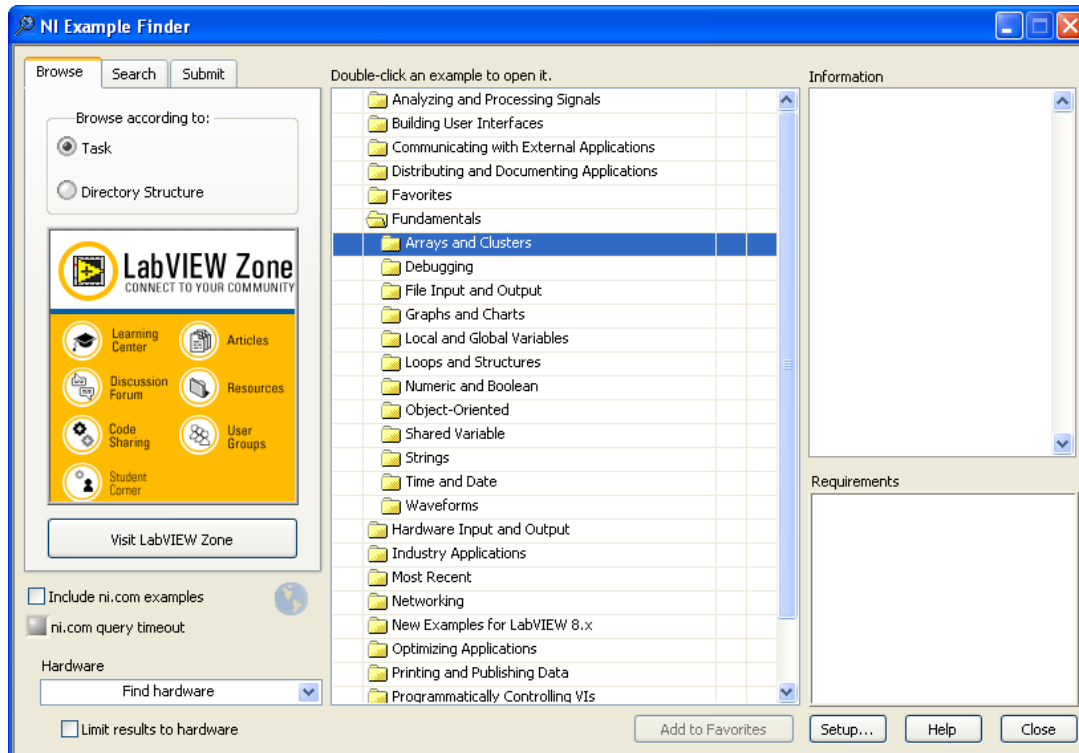 NI Example Finder
Browse
Search
Submit
Browse according to:
Task
Directory Structure
LabVIEW Zone
CONNECT TO YOUR COMMUNITY
Learning Center
Articles
Discussion Forum
Resources
Code Sharing
User Groups
Student Corner
Visit LabVIEW Zone
Include ni.com examples
ni.com query timeout
Hardware
Find hardware
Limit results to hardware
Double-click an example to open it.
Analyzing and Processing Signals
Building User Interfaces
Communicating with External Applications
Distributing and Documenting Applications
Favorites
Fundamentals
Arrays and Clusters
Debugging
File Input and Output
Graphs and Charts
Local and Global Variables
Loops and Structures
Numeric and Boolean
Object-Oriented
Shared Variable
Strings
Time and Date
Waveforms
Hardware Input and Output
Industry Applications
Most Recent
Networking
New Examples for LabVIEW 8.x
Optimizing Applications
Printing and Publishing Data
Programmatically Controlling VIs
Information
Requirements
Add to Favorites
Setup...
Help
Close